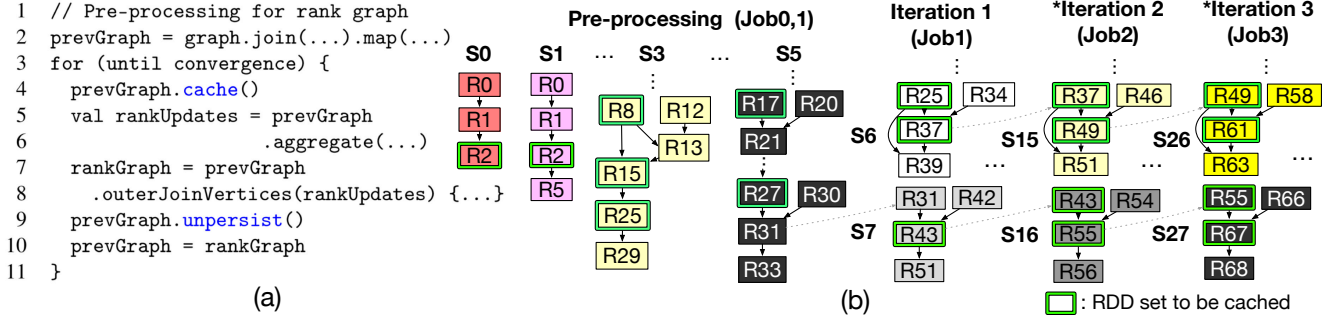 1 // Pre-processing for rank graph
2 prevGraph = graph.join(...).map(...)
3 for (until convergence) {
4 prevGraph.cache()
5 val rankUpdates = prevGraph
6 .aggregate(...)
7 rankGraph = prevGraph
8 .outerJoinVertices(rankUpdates) {...}
9 prevGraph.unpersist()
10 prevGraph = rankGraph
11 }
(a)
Pre-processing (Job0,1)
S0
R0
R1
R2
S1
R0
R1
R2
R5
...
S3
⋮
R8
R12
R13
R15
R25
R29
...
S5
⋮
R17
R20
R21
⋮
R27
R30
R31
R33
Iteration 1
(Job1)
⋮
S6
R25
R34
R37
R39
...
S7
R31
R42
R43
R51
*Iteration 2
(Job2)
⋮
S15
R37
R46
R49
R51
...
S16
R43
R54
R55
R56
*Iteration 3
(Job3)
⋮
S26
R49
R58
R61
R63
...
S27
R55
R66
R67
R68
(b)
: RDD set to be cached